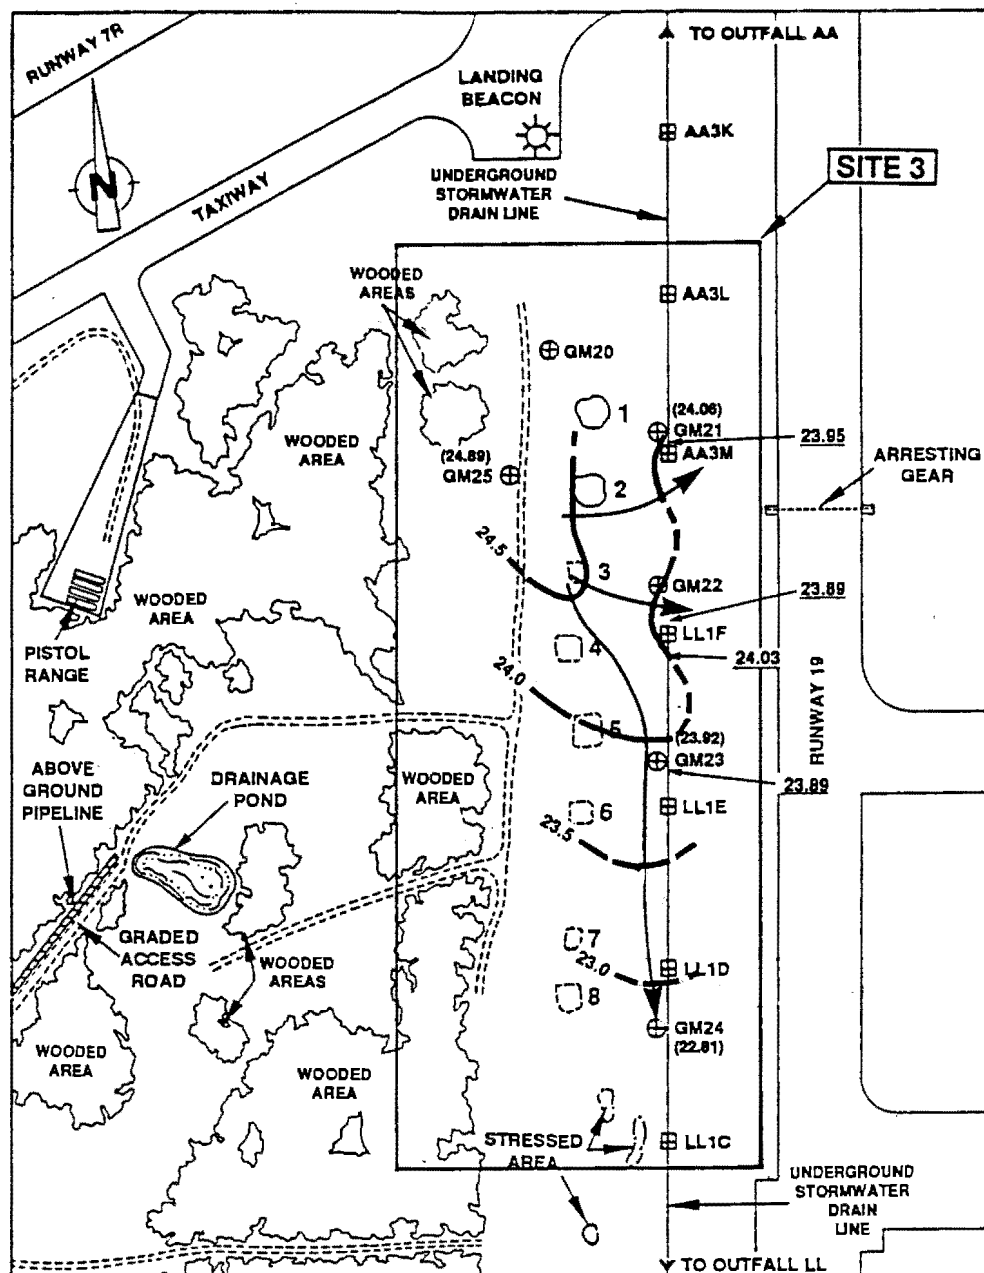 RUNWAY 7R
TO OUTFALL AA
LANDING
BEACON
AA3K
N
TAXIWAY
UNDERGROUND
STORMWATER
DRAIN LINE
SITE 3
WOODED
AREAS
AA3L
GM20
1
(24.06)
GM21
23.95
WOODED
AREA
(24.89)
GM25
AA3M
ARRESTING
GEAR
2
24.5
3
GM22
23.89
WOODED
AREA
PISTOL
RANGE
LL1F
4
24.03
24.0
RUNWAY 19
5
(23.92)
GM23
23.89
ABOVE
GROUND
PIPELINE
DRAINAGE
POND
WOODED
AREA
LL1E
6
23.5
GRADED
ACCESS
ROAD
WOODED
AREAS
7
23.0
LL1D
8
GM24
(22.81)
WOODED
AREA
WOODED
AREA
STRESSED
AREA
LL1C
UNDERGROUND
STORMWATER
DRAIN
LINE
TO OUTFALL LL